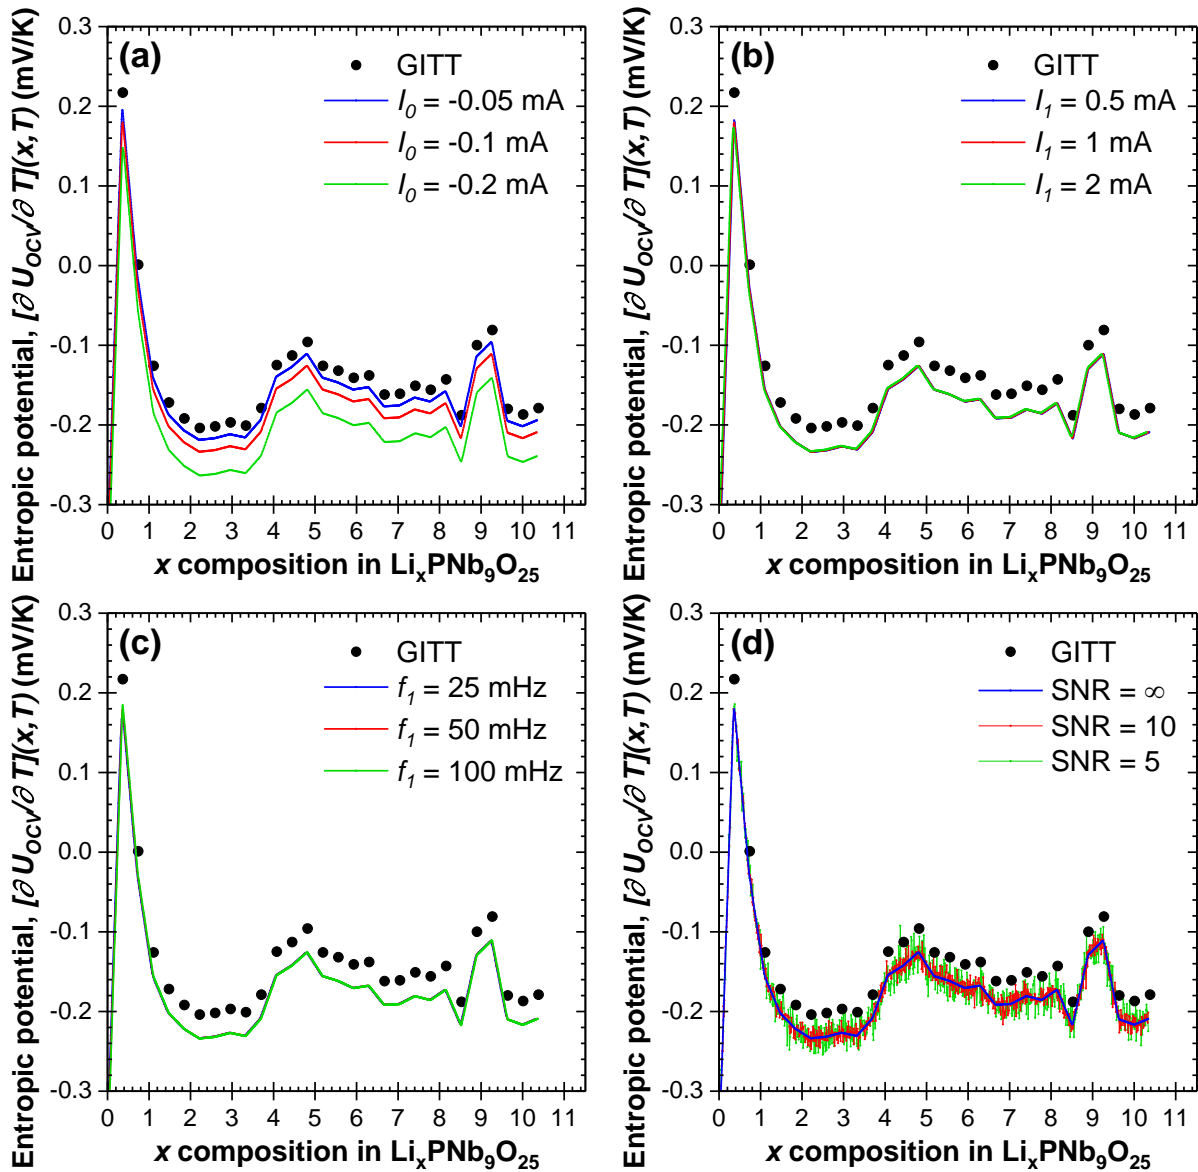 (a)
GITT
I₀ = -0.05 mA
I₀ = -0.1 mA
I₀ = -0.2 mA
Entropic potential, [∂U_OCV/∂T](x,T) (mV/K)
0.3
0.2
0.1
0.0
-0.1
-0.2
-0.3
0 1 2 3 4 5 6 7 8 9 10 11
x composition in LiₓPNb₉O₂₅
(b)
GITT
I₁ = 0.5 mA
I₁ = 1 mA
I₁ = 2 mA
Entropic potential, [∂U_OCV/∂T](x,T) (mV/K)
0.3
0.2
0.1
0.0
-0.1
-0.2
-0.3
0 1 2 3 4 5 6 7 8 9 10 11
x composition in LiₓPNb₉O₂₅
(c)
GITT
f₁ = 25 mHz
f₁ = 50 mHz
f₁ = 100 mHz
Entropic potential, [∂U_OCV/∂T](x,T) (mV/K)
0.3
0.2
0.1
0.0
-0.1
-0.2
-0.3
0 1 2 3 4 5 6 7 8 9 10 11
x composition in LiₓPNb₉O₂₅
(d)
GITT
SNR = ∞
SNR = 10
SNR = 5
Entropic potential, [∂U_OCV/∂T](x,T) (mV/K)
0.3
0.2
0.1
0.0
-0.1
-0.2
-0.3
0 1 2 3 4 5 6 7 8 9 10 11
x composition in LiₓPNb₉O₂₅